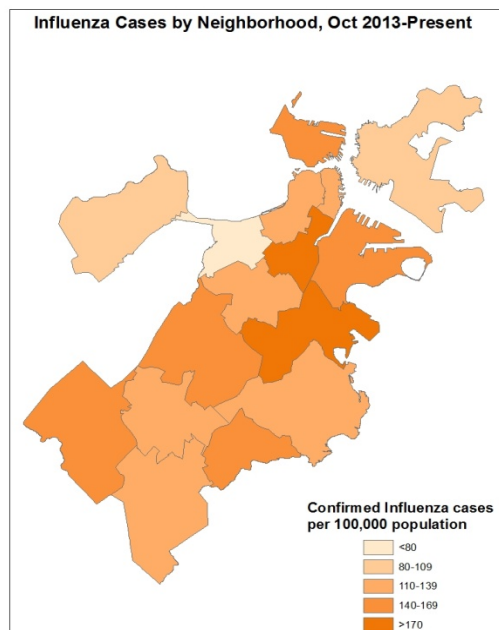 Influenza Cases by Neighborhood, Oct 2013-Present
Confirmed Influenza cases
per 100,000 population
<80
80-109
110-139
140-169
>170